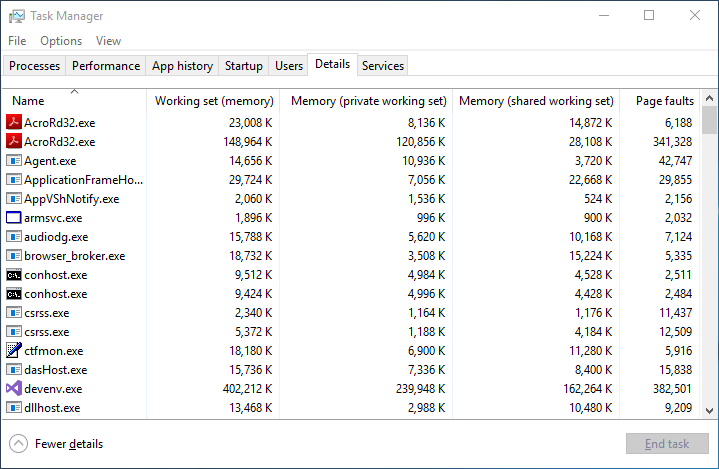 Task Manager
File Options View
Processes Performance App history Startup Users Details Services
Name Working set (memory) Memory (private working set) Memory (shared working set) Page faults
AcroRd32.exe 23,008 K 8,136 K 14,872 K 6,188
AcroRd32.exe 148,964 K 120,856 K 28,108 K 341,328
Agent.exe 14,656 K 10,936 K 3,720 K 42,747
ApplicationFrameHo... 29,724 K 7,056 K 22,668 K 29,855
AppVShNotify.exe 2,060 K 1,536 K 524 K 2,156
armsvc.exe 1,896 K 996 K 900 K 2,032
audiodg.exe 15,788 K 5,620 K 10,168 K 7,124
browser_broker.exe 18,732 K 3,508 K 15,224 K 5,335
conhost.exe 9,512 K 4,984 K 4,528 K 2,511
conhost.exe 9,424 K 4,996 K 4,428 K 2,484
csrss.exe 2,340 K 1,164 K 1,176 K 11,437
csrss.exe 5,372 K 1,188 K 4,184 K 12,509
ctfmon.exe 18,180 K 6,900 K 11,280 K 5,916
dasHost.exe 15,736 K 7,336 K 8,400 K 15,838
devenv.exe 402,212 K 239,948 K 162,264 K 382,501
dllhost.exe 13,468 K 2,988 K 10,480 K 9,209
Fewer details End task